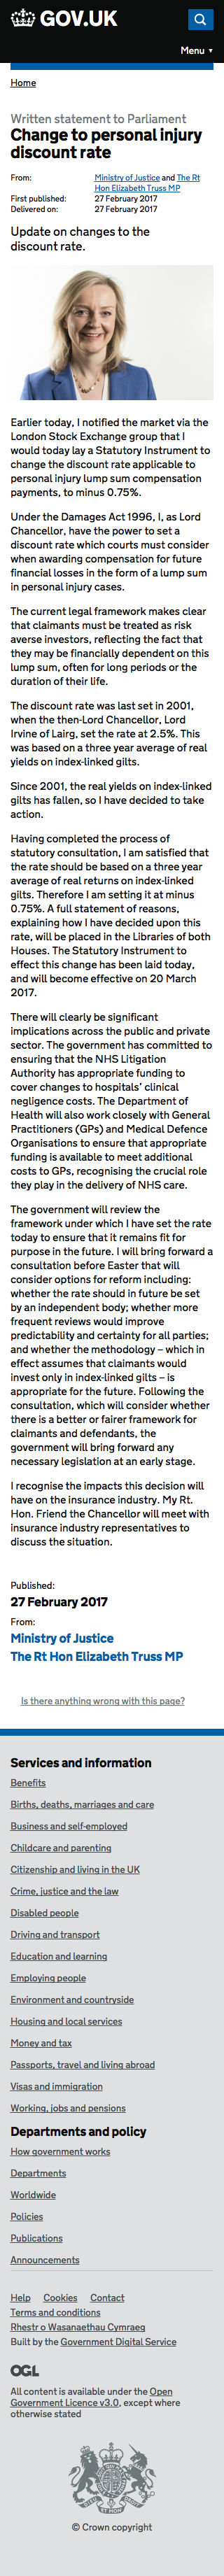 GOV.UK
Menu ▼
Home
Written statement to Parliament
Change to personal injury
discount rate
From: Ministry of Justice and The Rt
Hon Elizabeth Truss MP
First published: 27 February 2017
Delivered on: 27 February 2017
Update on changes to the
discount rate.
Earlier today, I notified the market via the
London Stock Exchange group that I
would today lay a Statutory Instrument to
change the discount rate applicable to
personal injury lump sum compensation
payments, to minus 0.75%.
Under the Damages Act 1996, I, as Lord
Chancellor, have the power to set a
discount rate which courts must consider
when awarding compensation for future
financial losses in the form of a lump sum
in personal injury cases.
The current legal framework makes clear
that claimants must be treated as risk
averse investors, reflecting the fact that
they may be financially dependent on this
lump sum, often for long periods or the
duration of their life.
The discount rate was last set in 2001,
when the then-Lord Chancellor, Lord
Irvine of Lairg, set the rate at 2.5%. This
was based on a three year average of real
yields on index-linked gilts.
Since 2001, the real yields on index-linked
gilts has fallen, so I have decided to take
action.
Having completed the process of
statutory consultation, I am satisfied that
the rate should be based on a three year
average of real returns on index-linked
gilts. Therefore I am setting it at minus
0.75%. A full statement of reasons,
explaining how I have decided upon this
rate, will be placed in the Libraries of both
Houses. The Statutory Instrument to
effect this change has been laid today,
and will become effective on 20 March
2017.
There will clearly be significant
implications across the public and private
sector. The government has committed to
ensuring that the NHS Litigation
Authority has appropriate funding to
cover changes to hospitals’ clinical
negligence costs. The Department of
Health will also work closely with General
Practitioners (GPs) and Medical Defence
Organisations to ensure that appropriate
funding is available to meet additional
costs to GPs, recognising the crucial role
they play in the delivery of NHS care.
The government will review the
framework under which I have set the rate
today to ensure that it remains fit for
purpose in the future. I will bring forward a
consultation before Easter that will
consider options for reform including:
whether the rate should in future be set
by an independent body; whether more
frequent reviews would improve
predictability and certainty for all parties;
and whether the methodology – which in
effect assumes that claimants would
invest only in index-linked gilts – is
appropriate for the future. Following the
consultation, which will consider whether
there is a better or fairer framework for
claimants and defendants, the
government will bring forward any
necessary legislation at an early stage.
I recognise the impacts this decision will
have on the insurance industry. My Rt.
Hon. Friend the Chancellor will meet with
insurance industry representatives to
discuss the situation.
Published:
27 February 2017
From:
Ministry of Justice
The Rt Hon Elizabeth Truss MP
Is there anything wrong with this page?
Services and information
Benefits
Births, deaths, marriages and care
Business and self-employed
Childcare and parenting
Citizenship and living in the UK
Crime, justice and the law
Disabled people
Driving and transport
Education and learning
Employing people
Environment and countryside
Housing and local services
Money and tax
Passports, travel and living abroad
Visas and immigration
Working, jobs and pensions
Departments and policy
How government works
Departments
Worldwide
Policies
Publications
Announcements
Help Cookies Contact
Terms and conditions
Rhestr o Wasanaethau Cymraeg
Built by the Government Digital Service
OGL
All content is available under the Open
Government Licence v3.0, except where
otherwise stated
© Crown copyright